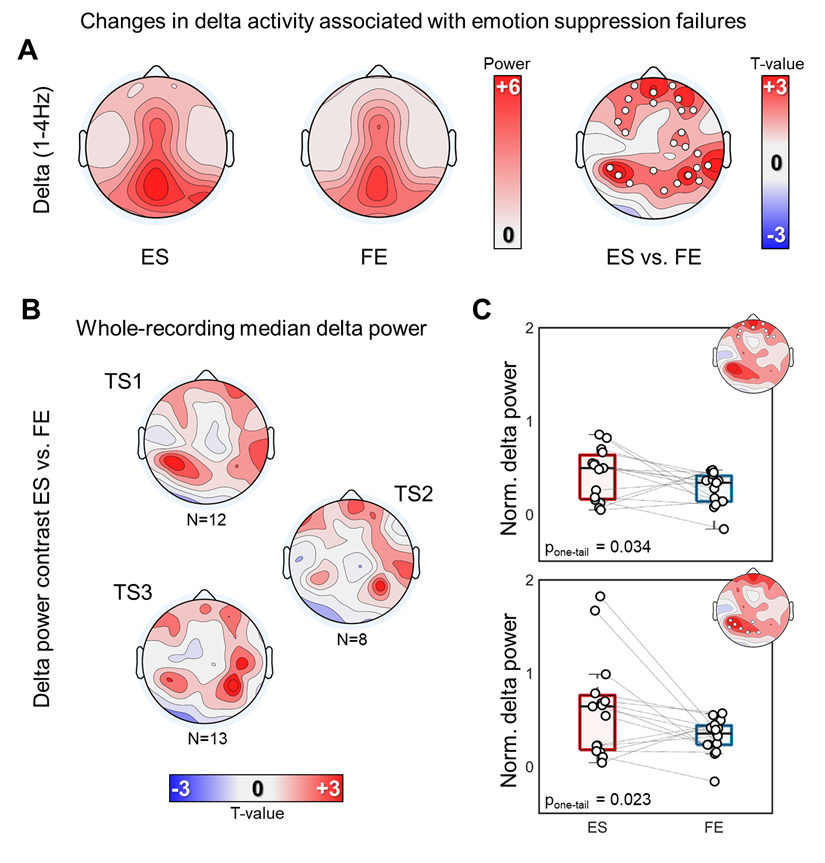 Changes in delta activity associated with emotion suppression failures
A
Delta (1-4Hz)
Power
+6
0
T-value
+3
0
-3
ES
FE
ES vs. FE
B
Whole-recording median delta power
Delta power contrast ES vs. FE
TS1
N=12
TS2
N=8
TS3
N=13
-3 0 +3
T-value
C
Norm. delta power
2
1
0
pone-tail = 0.034
Norm. delta power
2
1
0
pone-tail = 0.023
ES FE